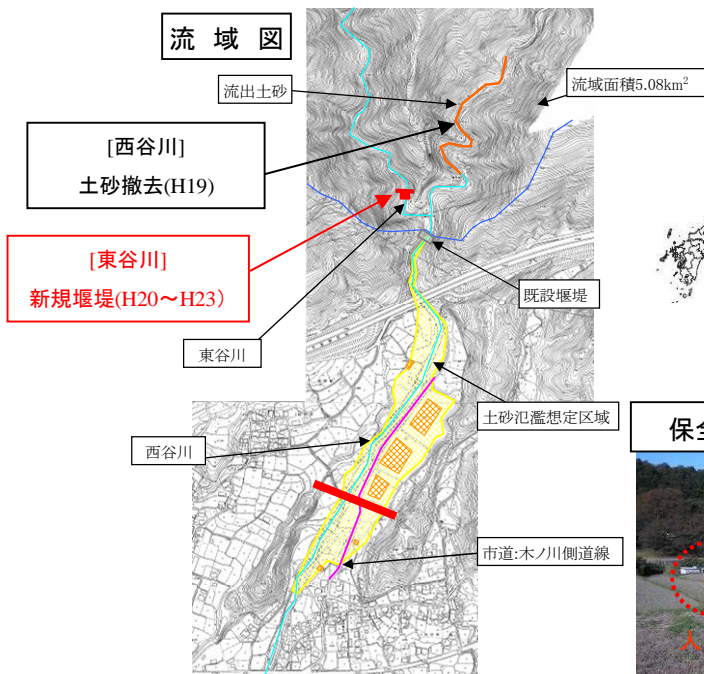 流 域 図
流出土砂
流域面積5.08km²
[西谷川]
土砂撤去(H19)
[東谷川]
新規堰堤(H20～H23)
既設堰堤
東谷川
土砂氾濫想定区域
西谷川
保全
市道:木ノ川側道線